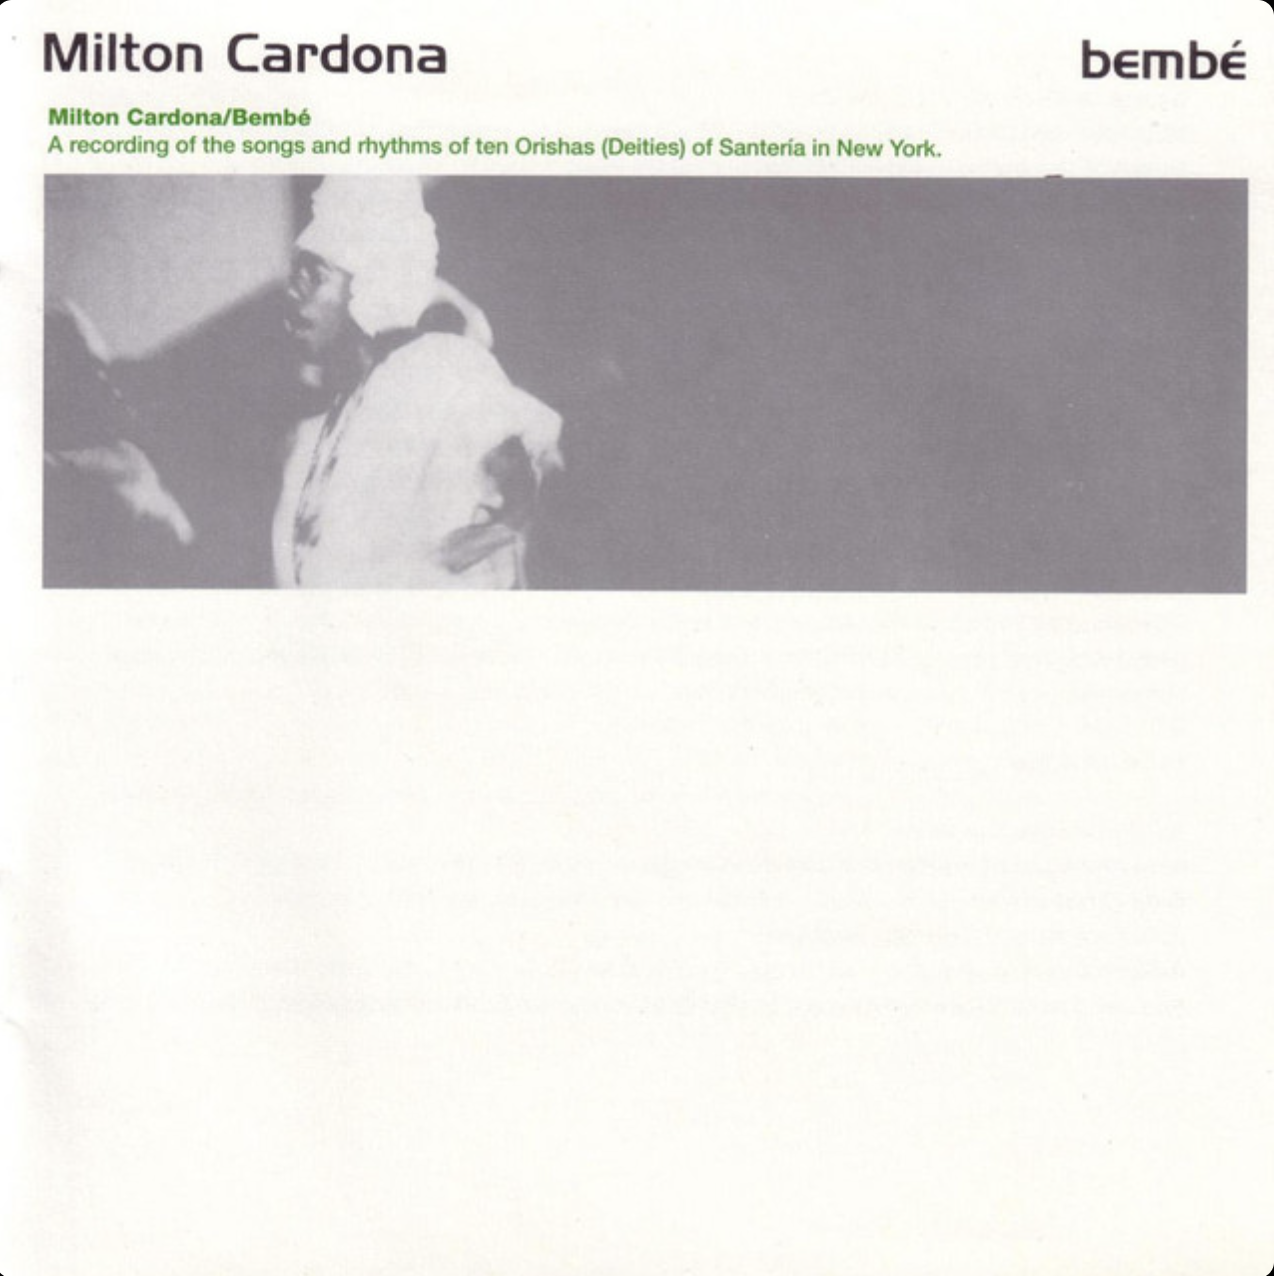 Milton Cardona
bembé
Milton Cardona/Bembé
A recording of the songs and rhythms of ten Orishas (Deities) of Santería in New York.